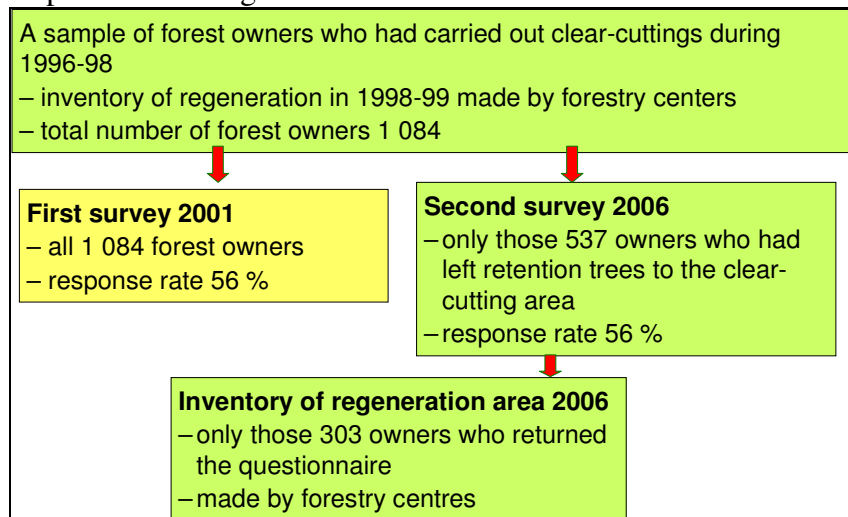 A sample of forest owners who had carried out clear-cuttings during
1996-98
– inventory of regeneration in 1998-99 made by forestry centers
– total number of forest owners 1 084
First survey 2001
– all 1 084 forest owners
– response rate 56 %
Second survey 2006
– only those 537 owners who had
left retention trees to the clear-
cutting area
– response rate 56 %
Inventory of regeneration area 2006
– only those 303 owners who returned
the questionnaire
– made by forestry centres